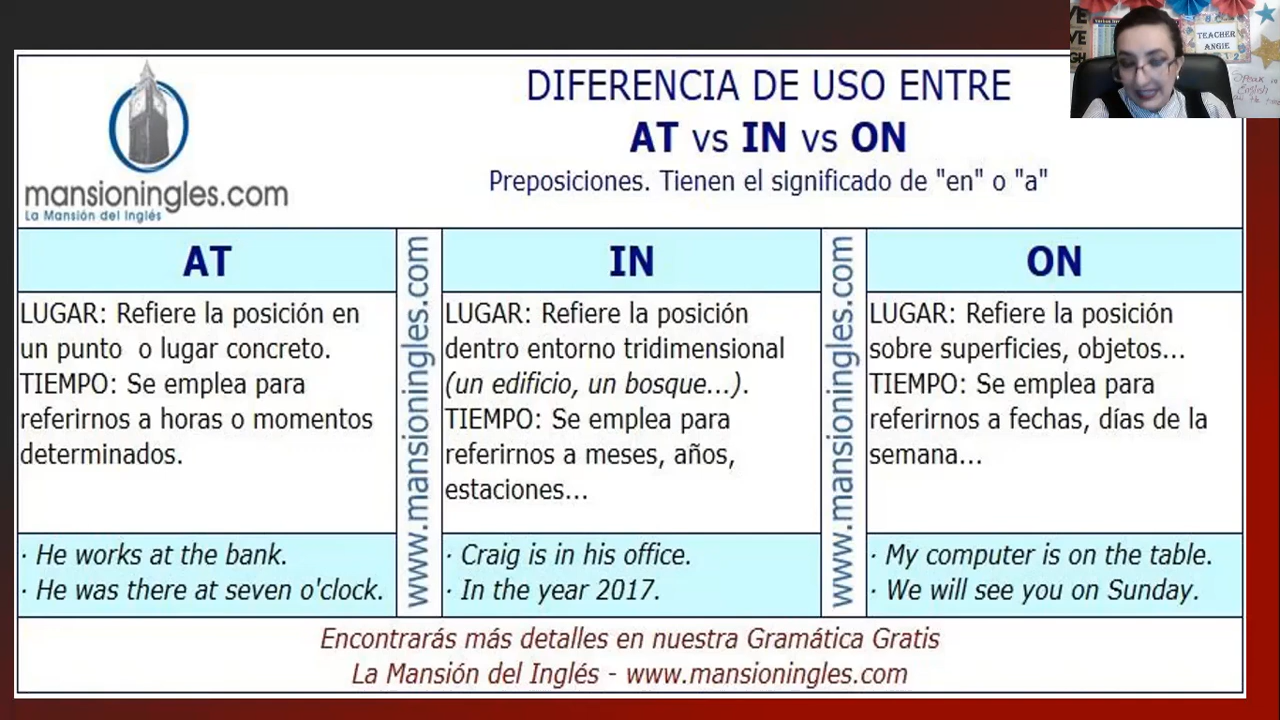 DIFERENCIA DE USO ENTRE
AT vs IN vs ON
Preposiciones. Tienen el significado de "en" o "a"
mansioningles.com
La Mansión del Inglés
TEACHER
ANGIE
Speak in
English
AT
LUGAR: Refiere la posición en
un punto o lugar concreto.
TIEMPO: Se emplea para
referirnos a horas o momentos
determinados.
· He works at the bank.
· He was there at seven o'clock.
www.mansioningles.com
IN
LUGAR: Refiere la posición
dentro entorno tridimensional
(un edificio, un bosque...).
TIEMPO: Se emplea para
referirnos a meses, años,
estaciones...
· Craig is in his office.
· In the year 2017.
www.mansioningles.com
ON
LUGAR: Refiere la posición
sobre superficies, objetos...
TIEMPO: Se emplea para
referirnos a fechas, días de la
semana...
· My computer is on the table.
· We will see you on Sunday.
Encontrarás más detalles en nuestra Gramática Gratis
La Mansión del Inglés - www.mansioningles.com